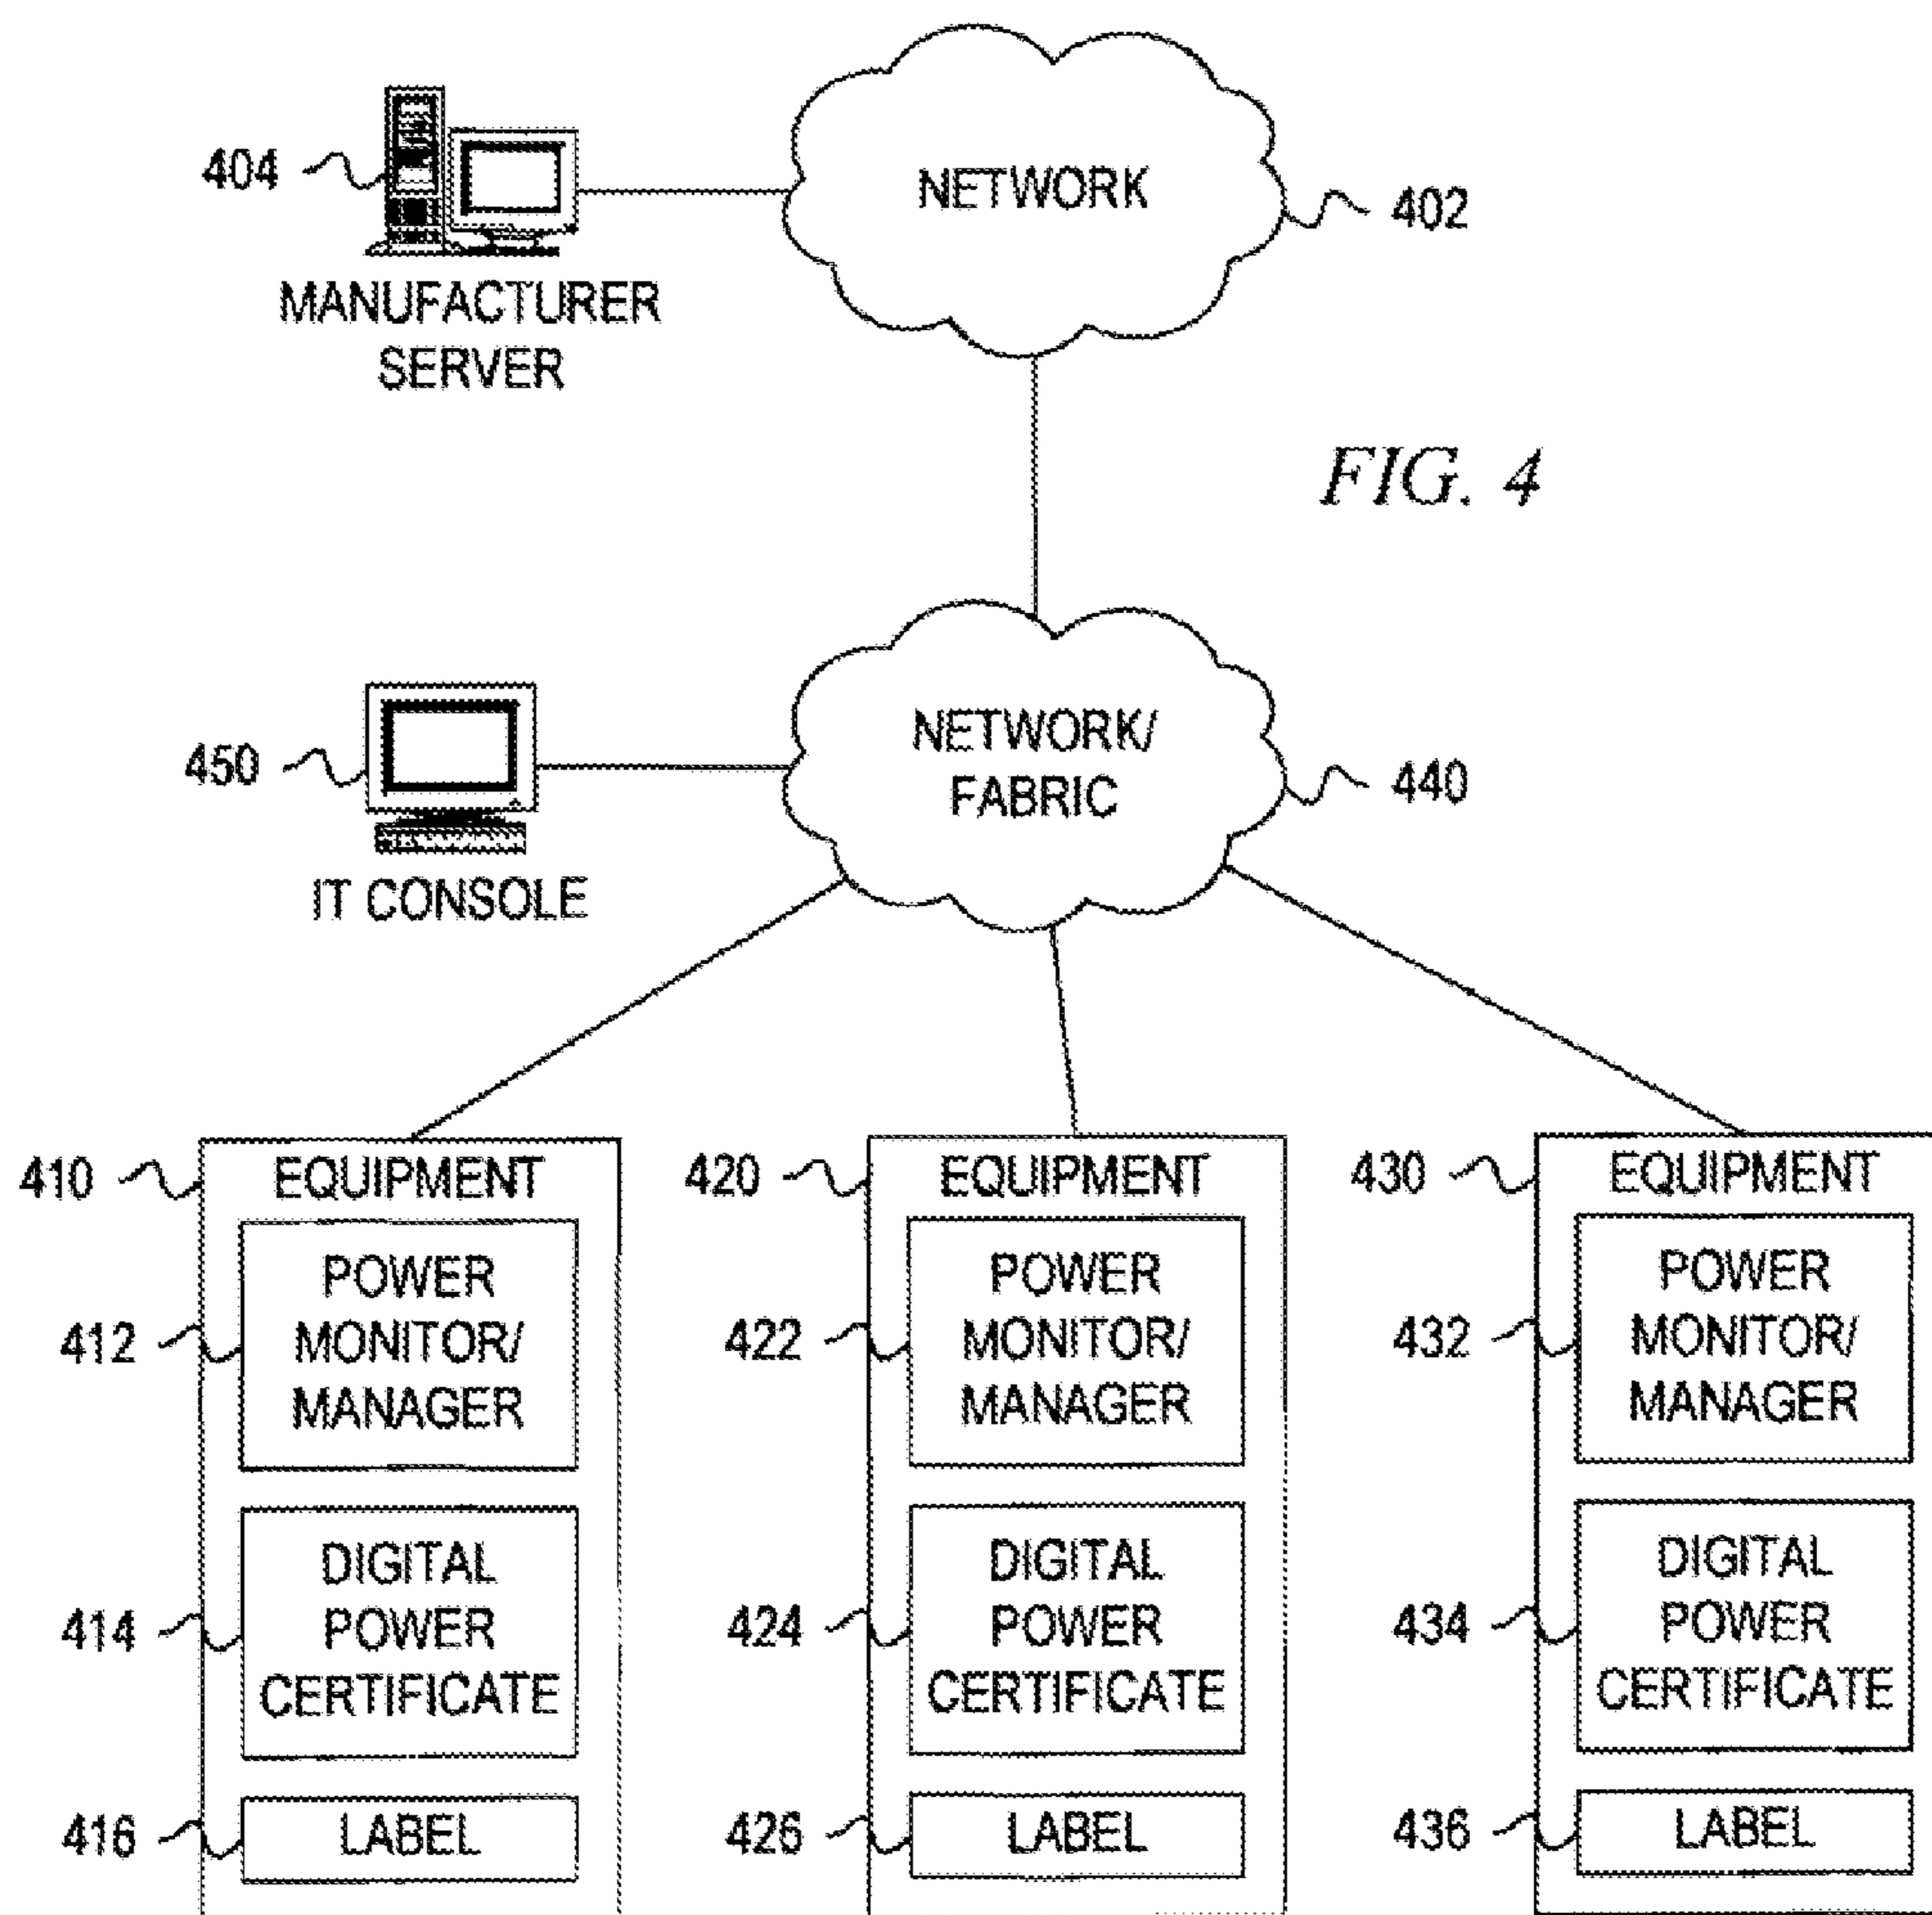 404
NETWORK
402
MANUFACTURER
SERVER
FIG. 4
450
NETWORK/
FABRIC
440
IT CONSOLE
410
EQUIPMENT
412
POWER
MONITOR/
MANAGER
414
DIGITAL
POWER
CERTIFICATE
416
LABEL
420
EQUIPMENT
422
POWER
MONITOR/
MANAGER
424
DIGITAL
POWER
CERTIFICATE
426
LABEL
430
EQUIPMENT
432
POWER
MONITOR/
MANAGER
434
DIGITAL
POWER
CERTIFICATE
436
LABEL